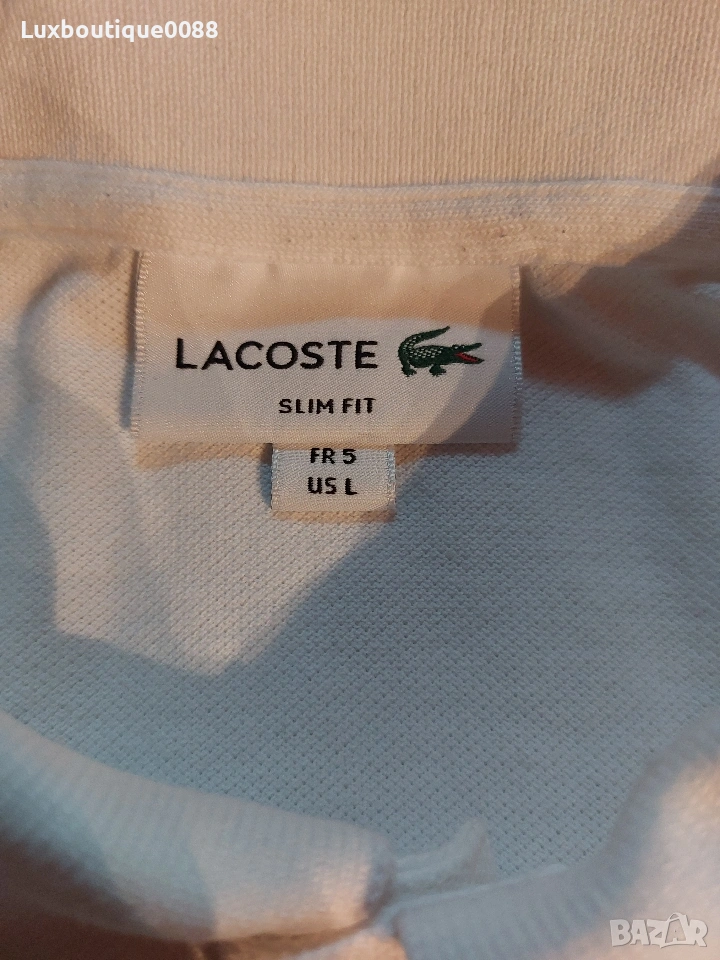 Luxboutique0088
LACOSTE
SLIM FIT
FR 5
US L
BAZAR